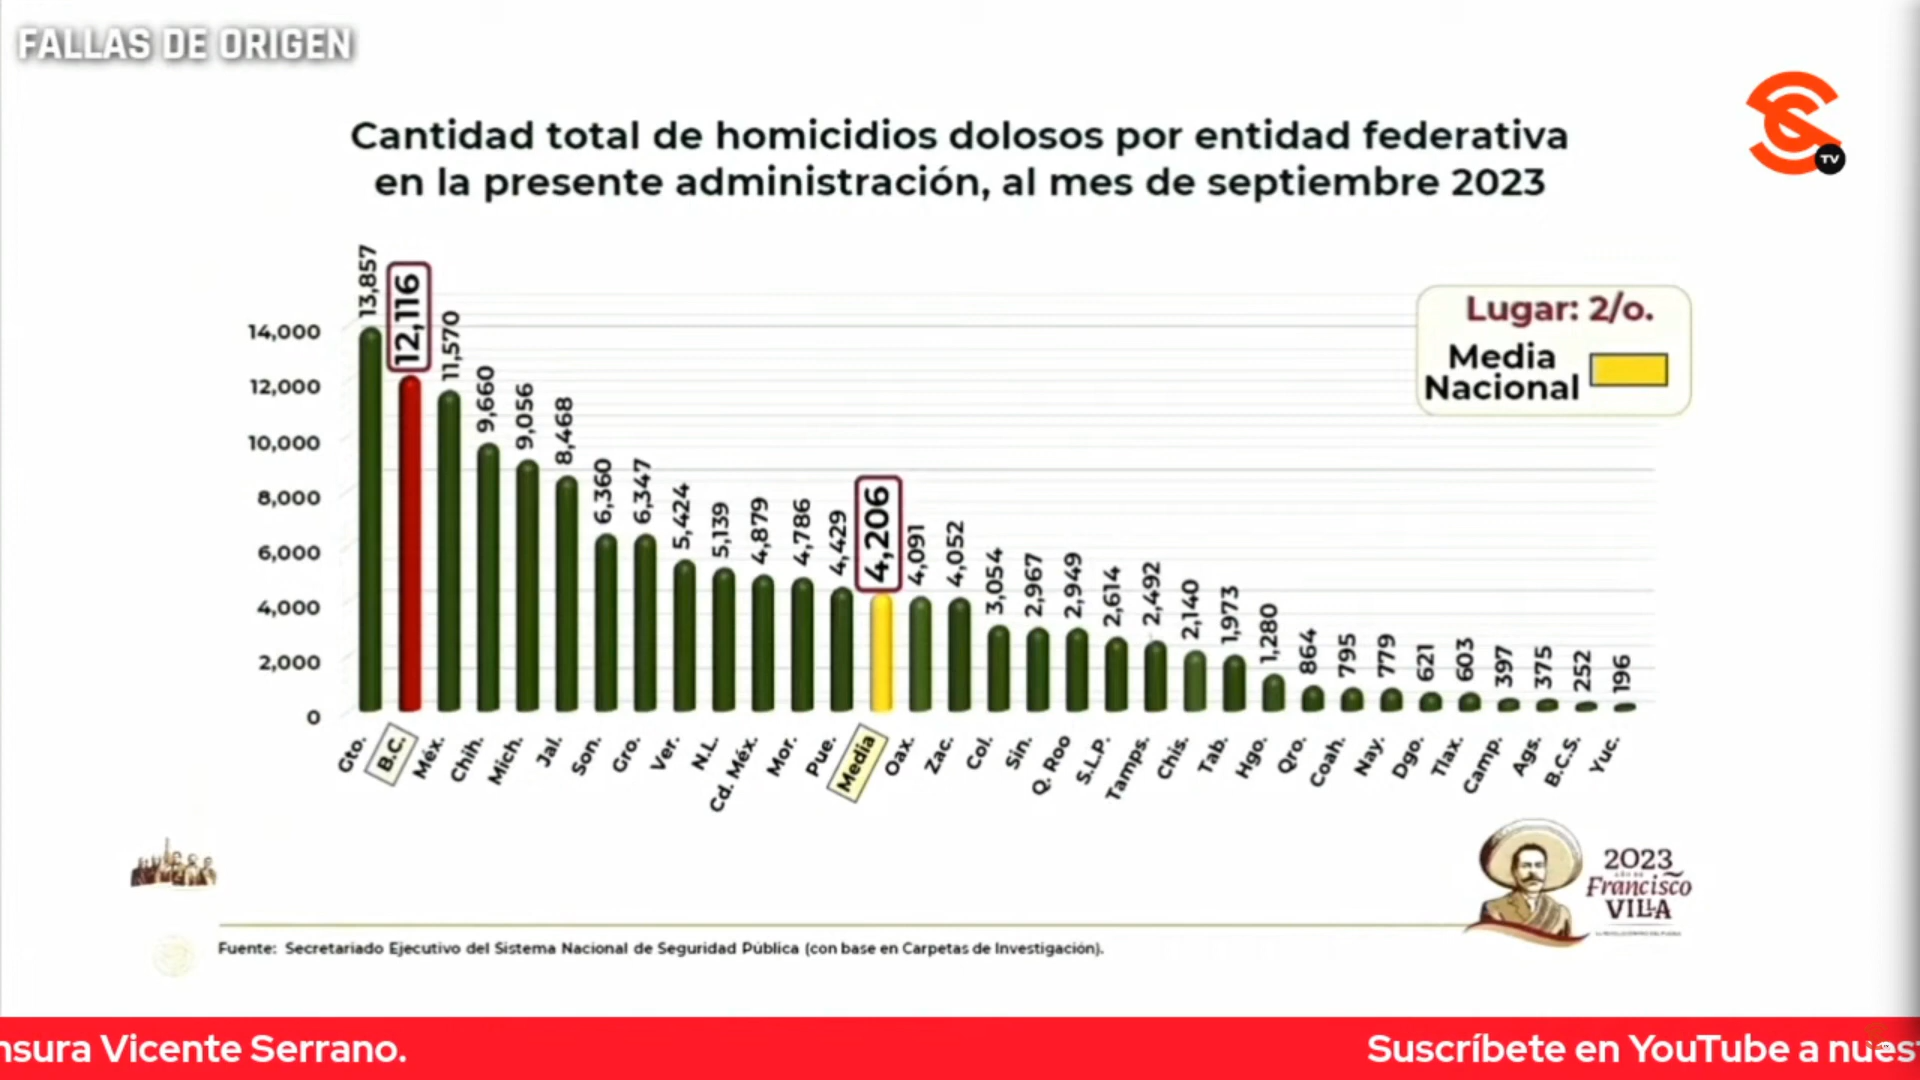 FALLAS DE ORIGEN
TV
Cantidad total de homicidios dolosos por entidad federativa
en la presente administración, al mes de septiembre 2023
Lugar: 2/o.
Media
Nacional
14,000
12,000
10,000
8,000
6,000
4,000
2,000
0
13,857
12,116
11,570
9,660
9,056
8,468
6,360
6,347
5,424
5,139
4,879
4,786
4,429
4,206
4,091
4,052
3,054
2,967
2,949
2,614
2,492
2,140
1,973
1,280
864
795
779
621
603
397
375
252
196
Gto.
B.C.
Méx.
Chih.
Mich.
Jal.
Son.
Gro.
Ver.
N.L.
Cd. Méx.
Mor.
Pue.
Media
Oax.
Zac.
Col.
Sin.
Q. Roo
S.L.P.
Tamps.
Chis.
Tab.
Hgo.
Qro.
Coah.
Nay.
Dgo.
Tlax.
Camp.
Ags.
B.C.S.
Yuc.
2023
AÑO DE
Francisco
VILLA
Fuente: Secretariado Ejecutivo del Sistema Nacional de Seguridad Pública (con base en Carpetas de Investigación).
nsura Vicente Serrano. Suscríbete en YouTube a nues